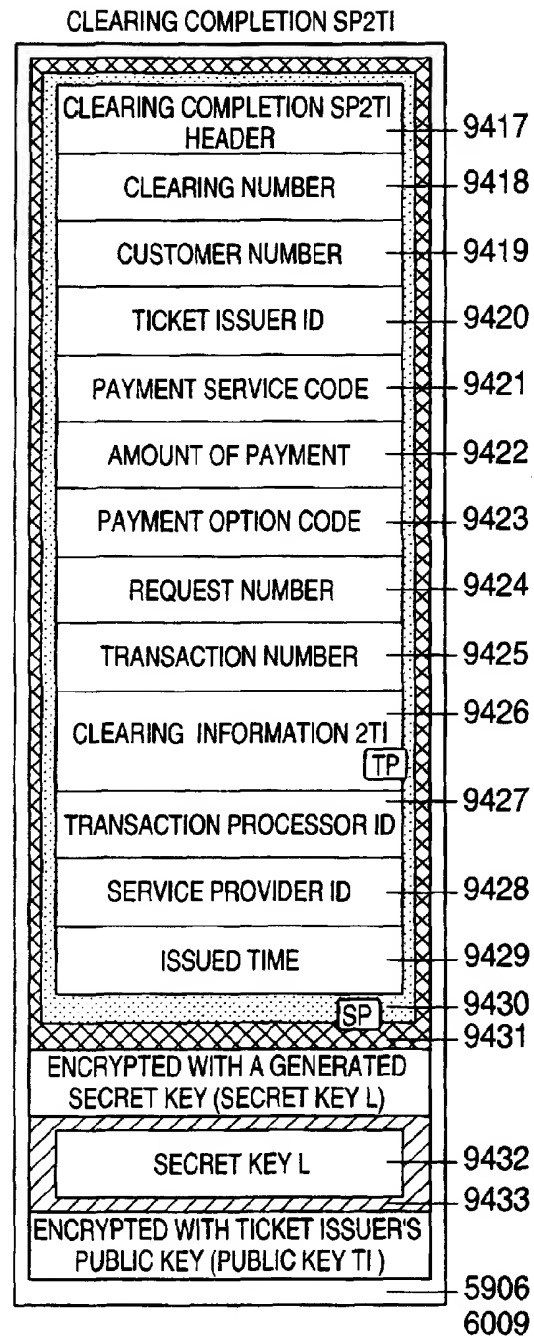 CLEARING COMPLETION SP2TI
CLEARING COMPLETION SP2TI
HEADER
9417
CLEARING NUMBER
9418
CUSTOMER NUMBER
9419
TICKET ISSUER ID
9420
PAYMENT SERVICE CODE
9421
AMOUNT OF PAYMENT
9422
PAYMENT OPTION CODE
9423
REQUEST NUMBER
9424
TRANSACTION NUMBER
9425
9426
CLEARING INFORMATION 2TI
TP
9427
TRANSACTION PROCESSOR ID
SERVICE PROVIDER ID
9428
ISSUED TIME
9429
SP
9430
9431
ENCRYPTED WITH A GENERATED
SECRET KEY (SECRET KEY L)
SECRET KEY L
9432
9433
ENCRYPTED WITH TICKET ISSUER'S
PUBLIC KEY (PUBLIC KEY TI )
5906
6009